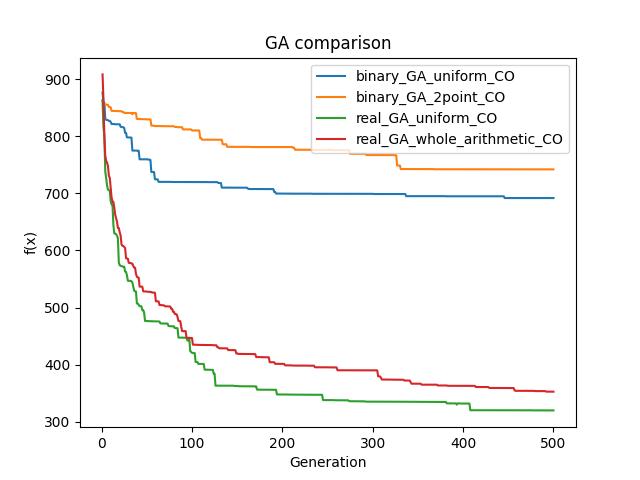 GA comparison
binary_GA_uniform_CO
binary_GA_2point_CO
real_GA_uniform_CO
real_GA_whole_arithmetic_CO
900
800
700
600
500
400
300
f(x)
0 100 200 300 400 500
Generation